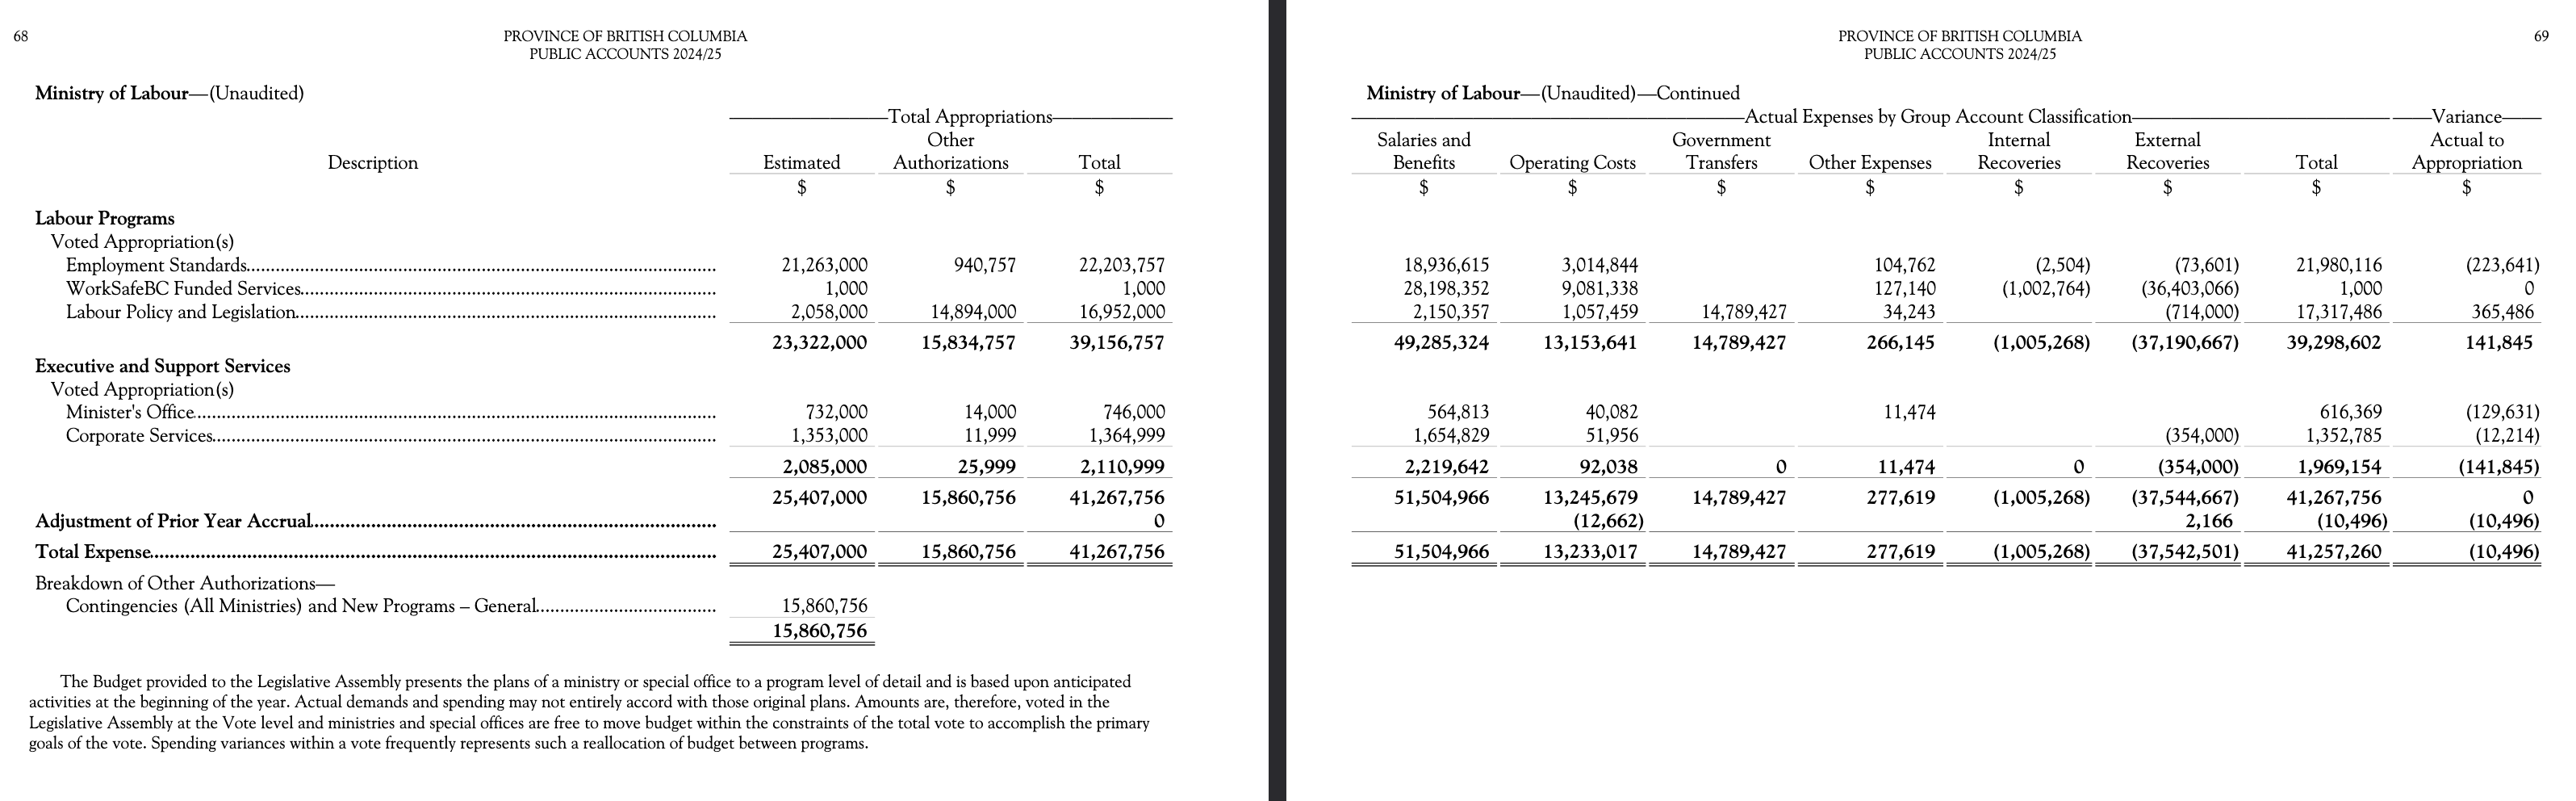 68
PROVINCE OF BRITISH COLUMBIA
PUBLIC ACCOUNTS 2024/25
Ministry of Labour—(Unaudited)
Total Appropriations
Other
Description Estimated Authorizations Total
$ $ $
Labour Programs
Voted Appropriation(s)
Employment Standards 21,263,000 940,757 22,203,757
WorkSafeBC Funded Services 1,000 1,000
Labour Policy and Legislation 2,058,000 14,894,000 16,952,000
23,322,000 15,834,757 39,156,757
Executive and Support Services
Voted Appropriation(s)
Minister's Office 732,000 14,000 746,000
Corporate Services 1,353,000 11,999 1,364,999
2,085,000 25,999 2,110,999
25,407,000 15,860,756 41,267,756
Adjustment of Prior Year Accrual 0
Total Expense 25,407,000 15,860,756 41,267,756
Breakdown of Other Authorizations—
Contingencies (All Ministries) and New Programs – General 15,860,756
15,860,756
The Budget provided to the Legislative Assembly presents the plans of a ministry or special office to a program level of detail and is based upon anticipated
activities at the beginning of the year. Actual demands and spending may not entirely accord with those original plans. Amounts are, therefore, voted in the
Legislative Assembly at the Vote level and ministries and special offices are free to move budget within the constraints of the total vote to accomplish the primary
goals of the vote. Spending variances within a vote frequently represents such a reallocation of budget between programs.
PROVINCE OF BRITISH COLUMBIA
69
PUBLIC ACCOUNTS 2024/25
Ministry of Labour—(Unaudited)—Continued
Actual Expenses by Group Account Classification Variance
Salaries and Government Internal External Actual to
Benefits Operating Costs Transfers Other Expenses Recoveries Recoveries Total Appropriation
$ $ $ $ $ $ $ $
18,936,615 3,014,844 104,762 (2,504) (73,601) 21,980,116 (223,641)
28,198,352 9,081,338 127,140 (1,002,764) (36,403,066) 1,000 0
2,150,357 1,057,459 14,789,427 34,243 (714,000) 17,317,486 365,486
49,285,324 13,153,641 14,789,427 266,145 (1,005,268) (37,190,667) 39,298,602 141,845
564,813 40,082 11,474 616,369 (129,631)
1,654,829 51,956 (354,000) 1,352,785 (12,214)
2,219,642 92,038 0 11,474 0 (354,000) 1,969,154 (141,845)
51,504,966 13,245,679 14,789,427 277,619 (1,005,268) (37,544,667) 41,267,756 0
(12,662) 2,166 (10,496) (10,496)
51,504,966 13,233,017 14,789,427 277,619 (1,005,268) (37,542,501) 41,257,260 (10,496)